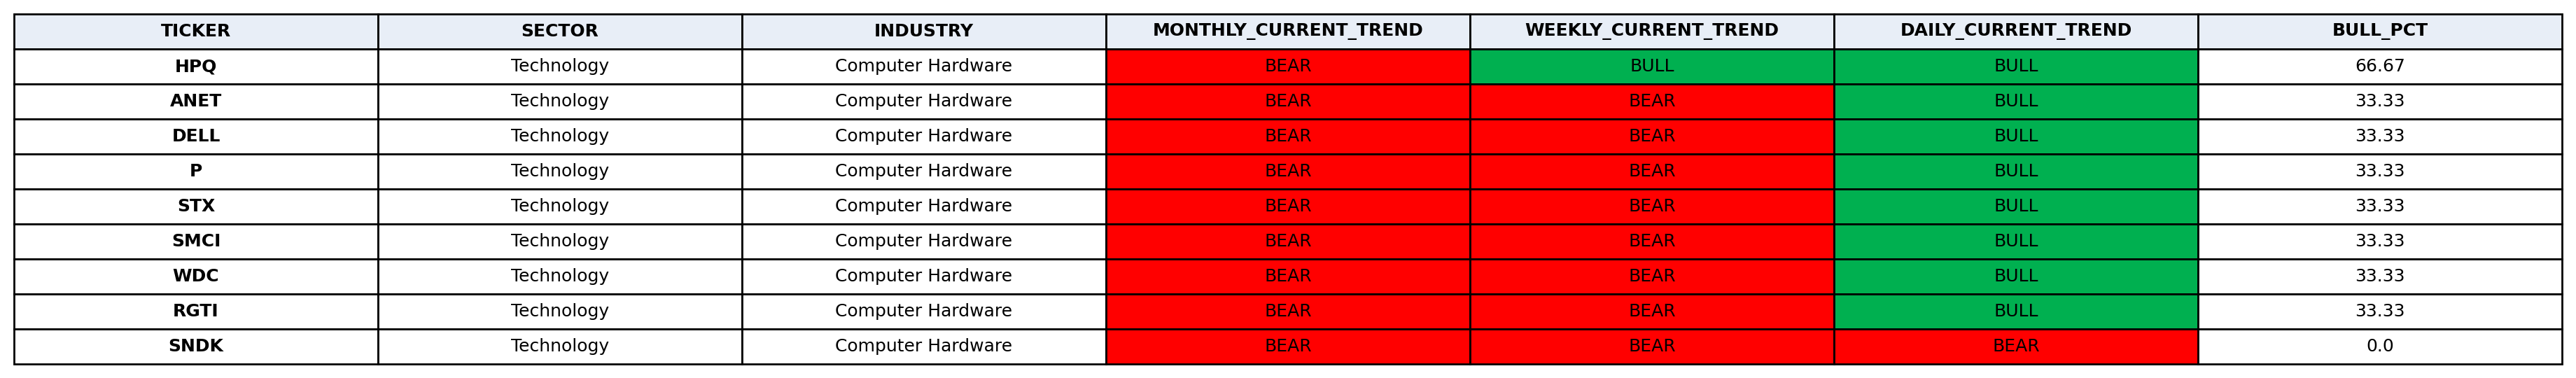 TICKER SECTOR INDUSTRY MONTHLY_CURRENT_TREND WEEKLY_CURRENT_TREND DAILY_CURRENT_TREND BULL_PCT
HPQ Technology Computer Hardware BEAR BULL BULL 66.67
ANET Technology Computer Hardware BEAR BEAR BULL 33.33
DELL Technology Computer Hardware BEAR BEAR BULL 33.33
P Technology Computer Hardware BEAR BEAR BULL 33.33
STX Technology Computer Hardware BEAR BEAR BULL 33.33
SMCI Technology Computer Hardware BEAR BEAR BULL 33.33
WDC Technology Computer Hardware BEAR BEAR BULL 33.33
RGTI Technology Computer Hardware BEAR BEAR BULL 33.33
SNDK Technology Computer Hardware BEAR BEAR BEAR 0.0